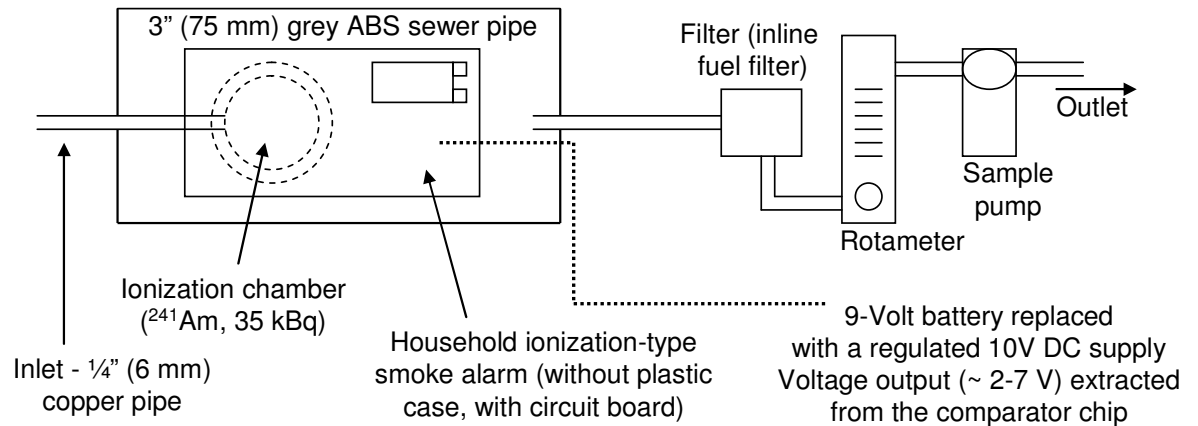 3” (75 mm) grey ABS sewer pipe
Filter (inline
fuel filter)
Outlet
Sample
pump
Rotameter
Ionization chamber
(²⁴¹Am, 35 kBq)
Inlet - ¼” (6 mm)
copper pipe
Household ionization-type
smoke alarm (without plastic
case, with circuit board)
9-Volt battery replaced
with a regulated 10V DC supply
Voltage output (~ 2-7 V) extracted
from the comparator chip